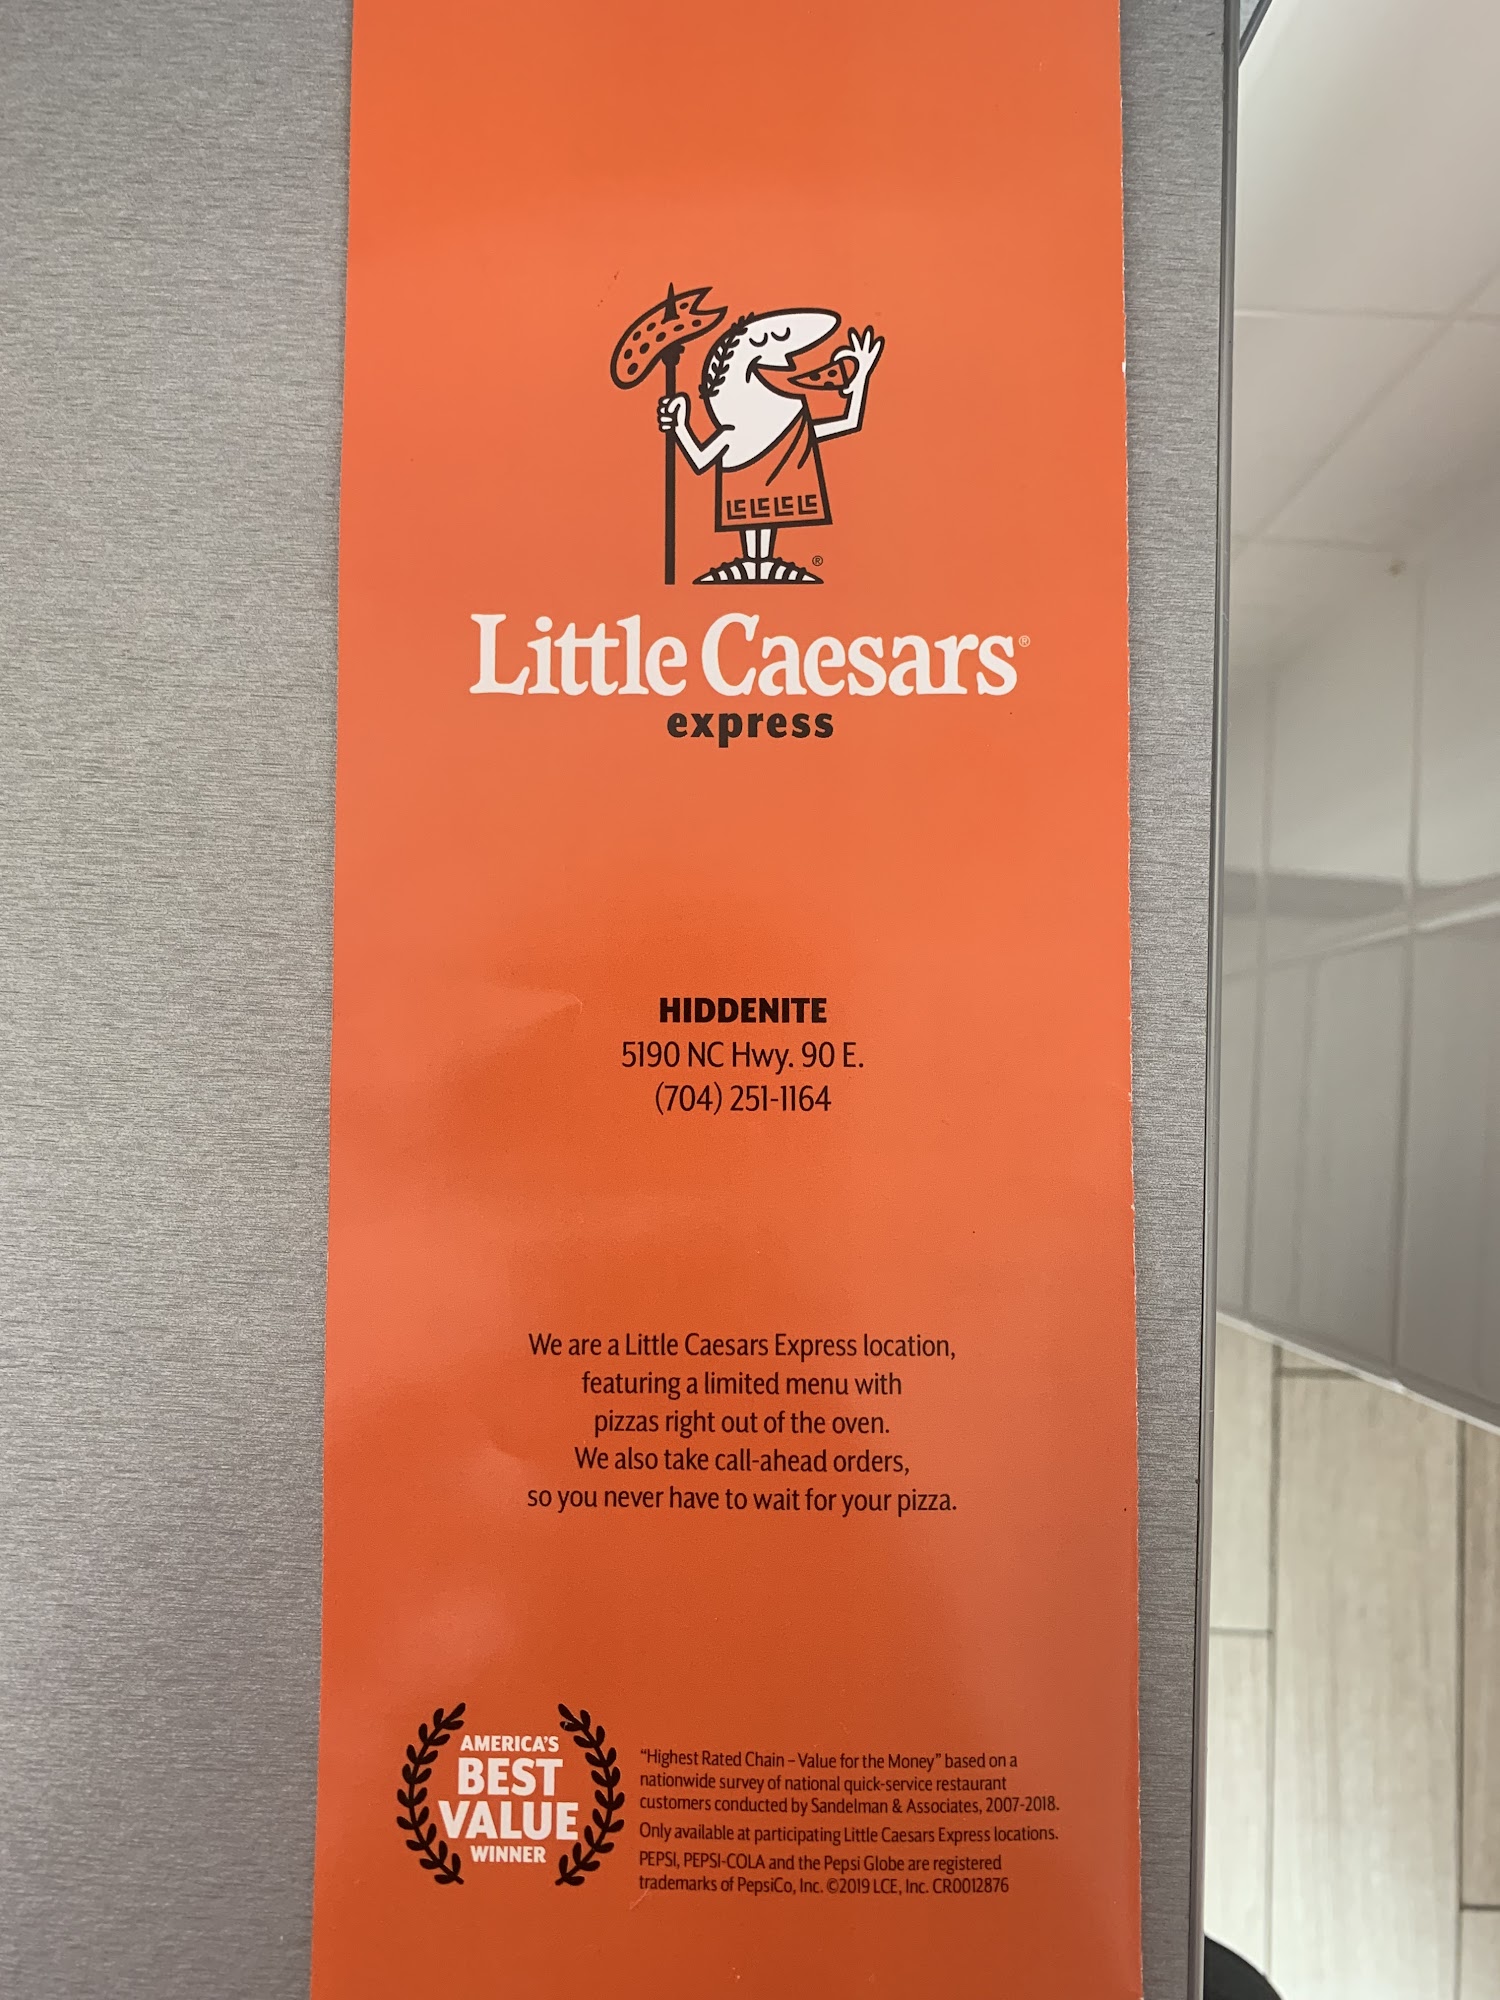 LC LC LC LC
®
Little Caesars®
express
HIDDENITE
5190 NC Hwy. 90 E.
(704) 251-1164
We are a Little Caesars Express location,
featuring a limited menu with
pizzas right out of the oven.
We also take call-ahead orders,
so you never have to wait for your pizza.
AMERICA'S
BEST
VALUE
WINNER
"Highest Rated Chain – Value for the Money" based on a
nationwide survey of national quick-service restaurant
customers conducted by Sandelman & Associates, 2007-2018.
Only available at participating Little Caesars Express locations.
PEPSI, PEPSI-COLA and the Pepsi Globe are registered
trademarks of PepsiCo, Inc. ©2019 LCE, Inc. CR0012876